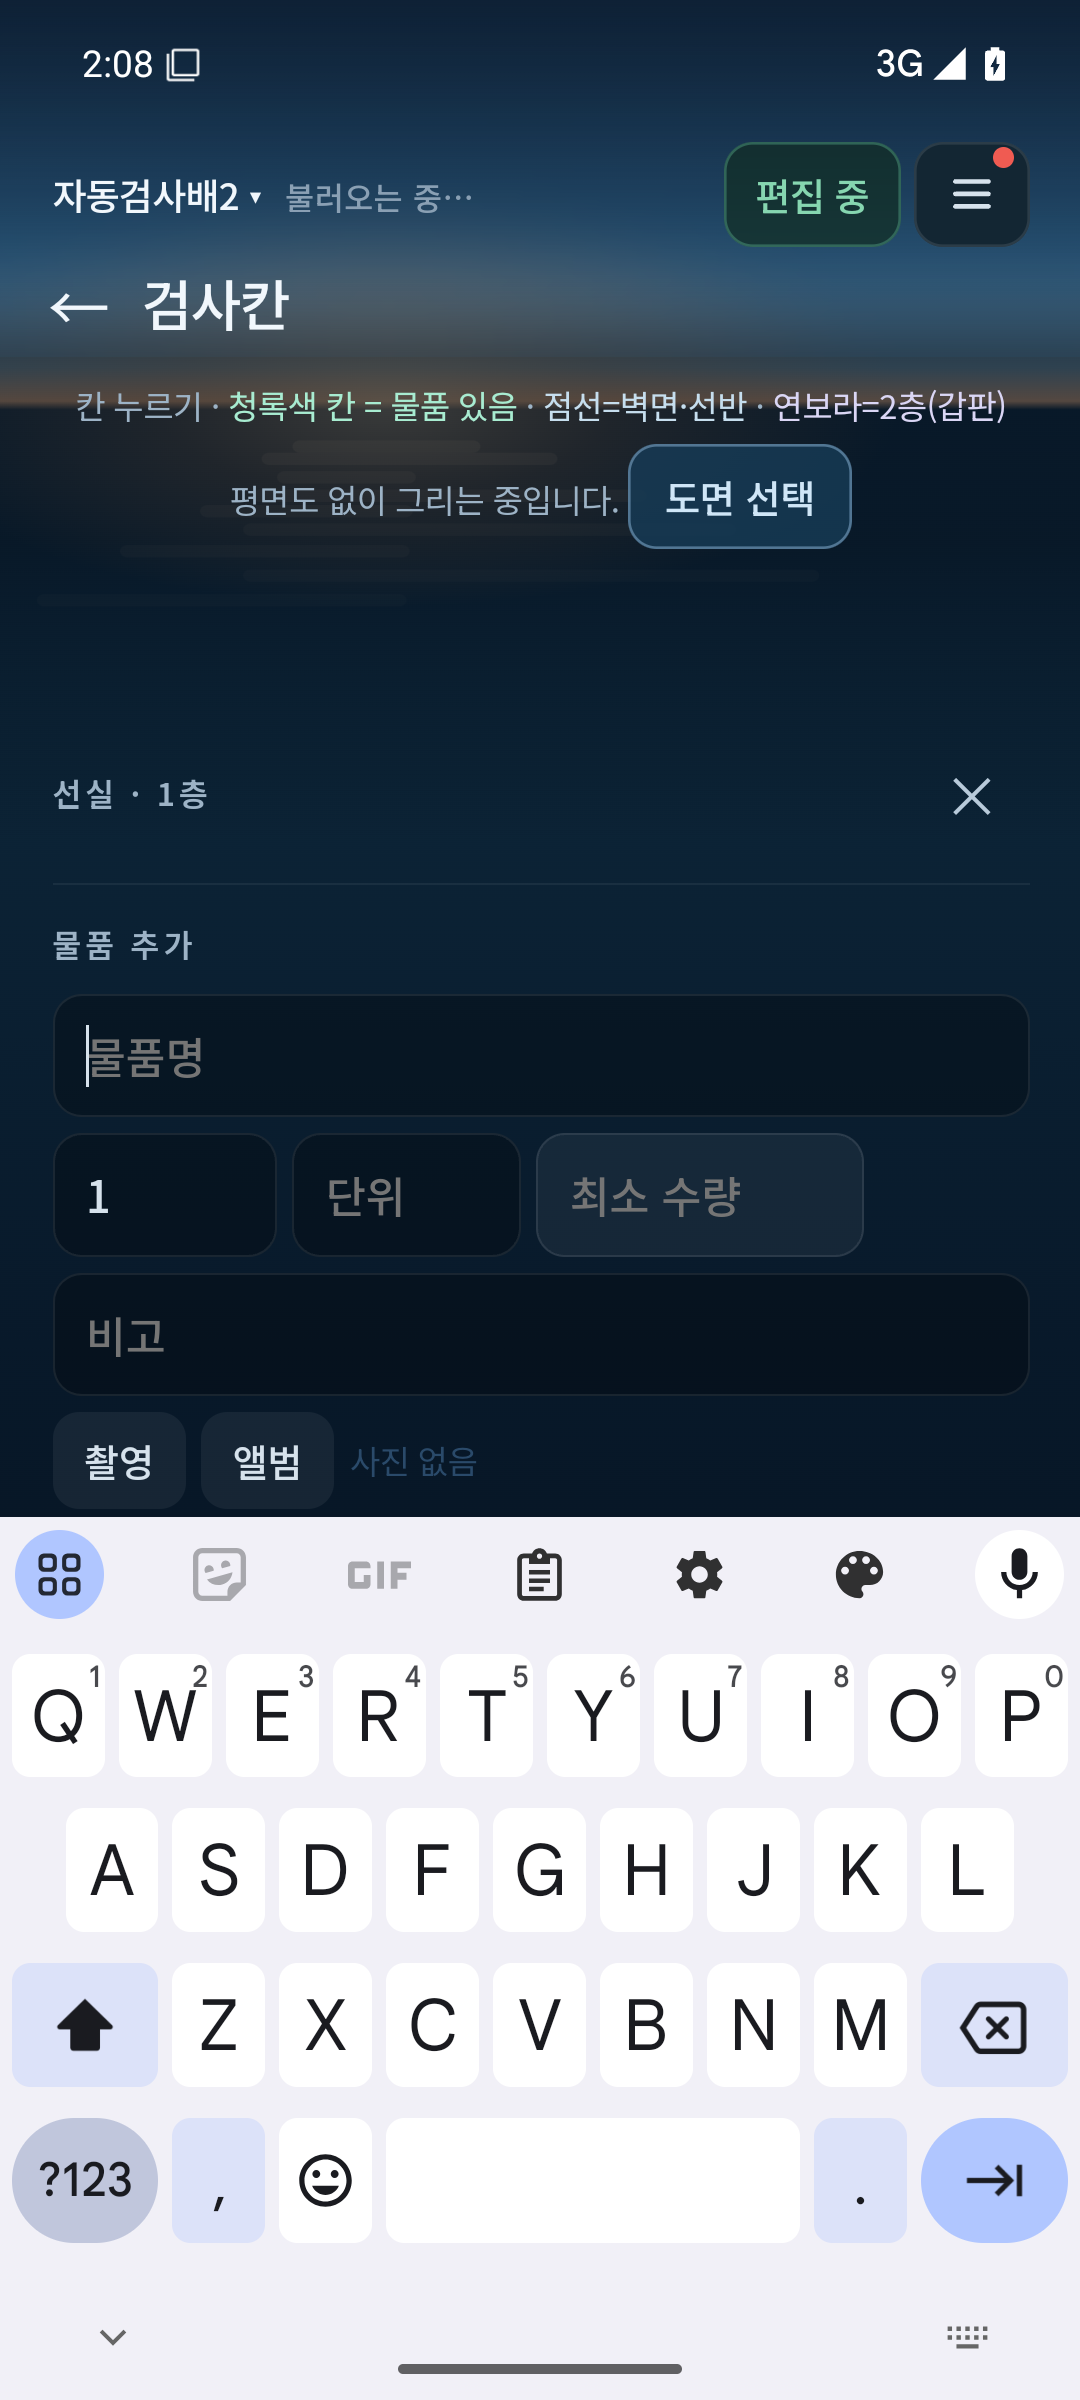 2:08 3G
자동검사배2 ▾ 불러오는 중… 편집 중
← 검사칸
칸 누르기 · 청록색 칸 = 물품 있음 · 점선=벽면·선반 · 연보라=2층(갑판)
평면도 없이 그리는 중입니다. 도면 선택
선실 · 1층
물품 추가
물품명
1 단위 최소 수량
비고
촬영 앨범 사진 없음
GIF
Q 1 W 2 E 3 R 4 T 5 Y 6 U 7 I 8 O 9 P 0
A S D F G H J K L
Z X C V B N M
?123 , .